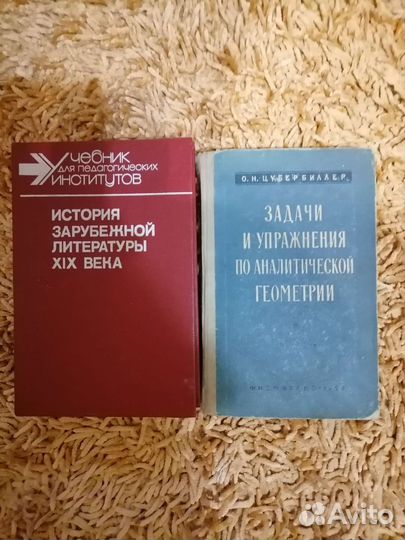 Учебник
для педагогических
институтов
ИСТОРИЯ
ЗАРУБЕЖНОЙ
ЛИТЕРАТУРЫ
XIX ВЕКА
О.Н.ЦУБЕРБИЛЛЕР
ЗАДАЧИ
И УПРАЖНЕНИЯ
ПО АНАЛИТИЧЕСКОЙ
ГЕОМЕТРИИ
Avito